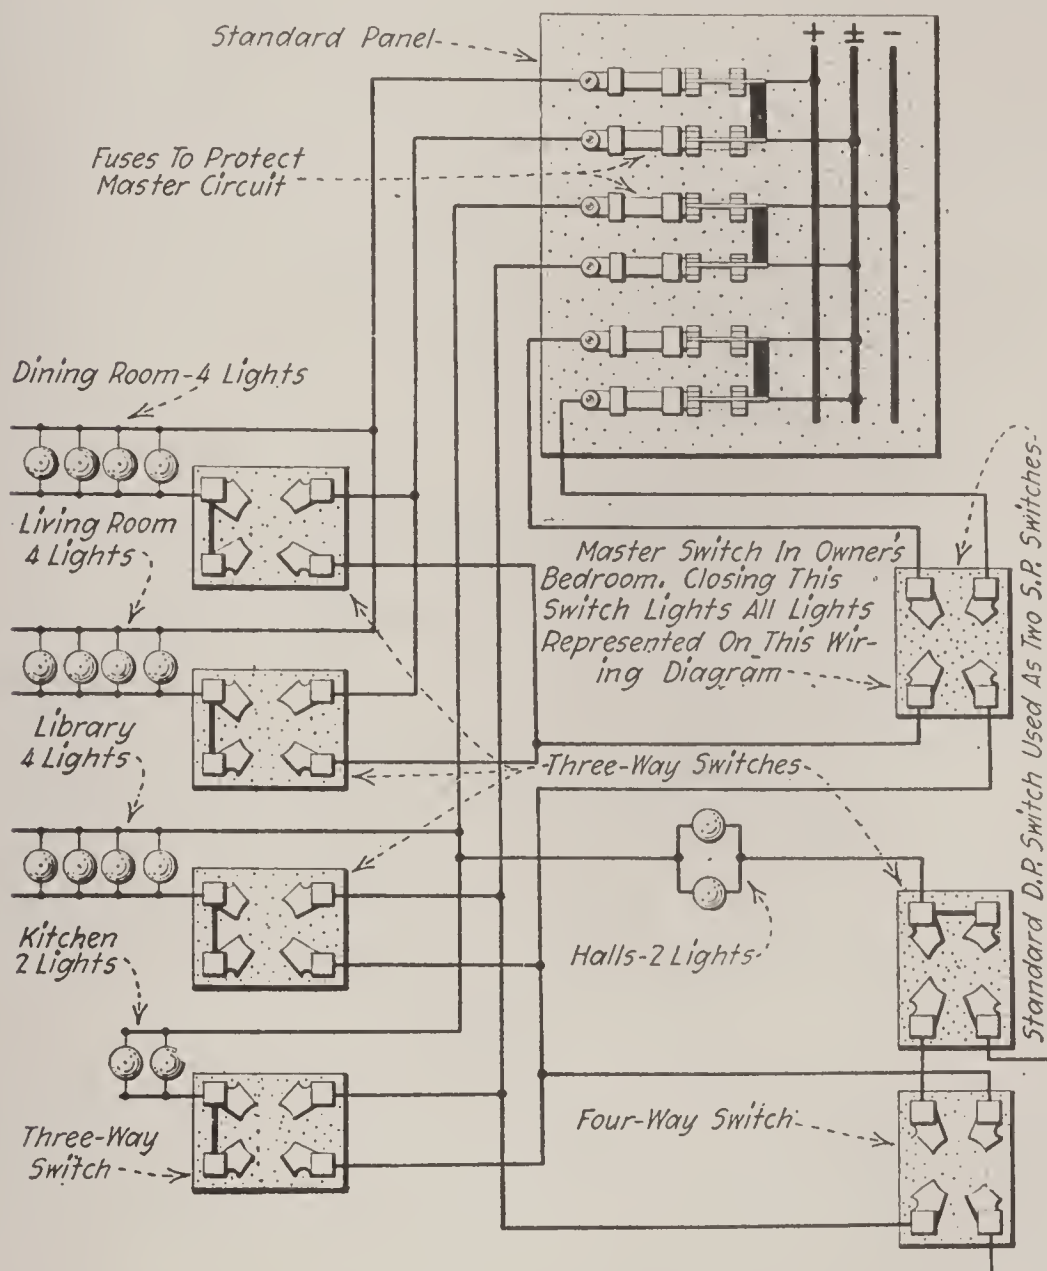 Standard Panel
+ ± -
Fuses To Protect
Master Circuit
Dining Room-4 Lights
Living Room
4 Lights
Master Switch In Owner's
Bedroom. Closing This
Switch Lights All Lights
Represented On This Wir-
ing Diagram
Standard D.P. Switch Used As Two S.P. Switches
Library
4 Lights
Three-Way Switches
Kitchen
2 Lights
Halls-2 Lights
Three-Way
Switch
Four-Way Switch